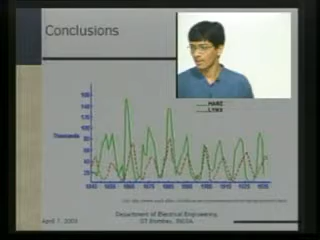 Conclusions
HARE
LYNX
160
140
120
100
80
60
40
20
Thousands
1845 1855 1865 1875 1885 1895 1905 1915 1925 1935
April 7, 2003
Department of Electrical Engineering,
IIT Bombay, INDIA